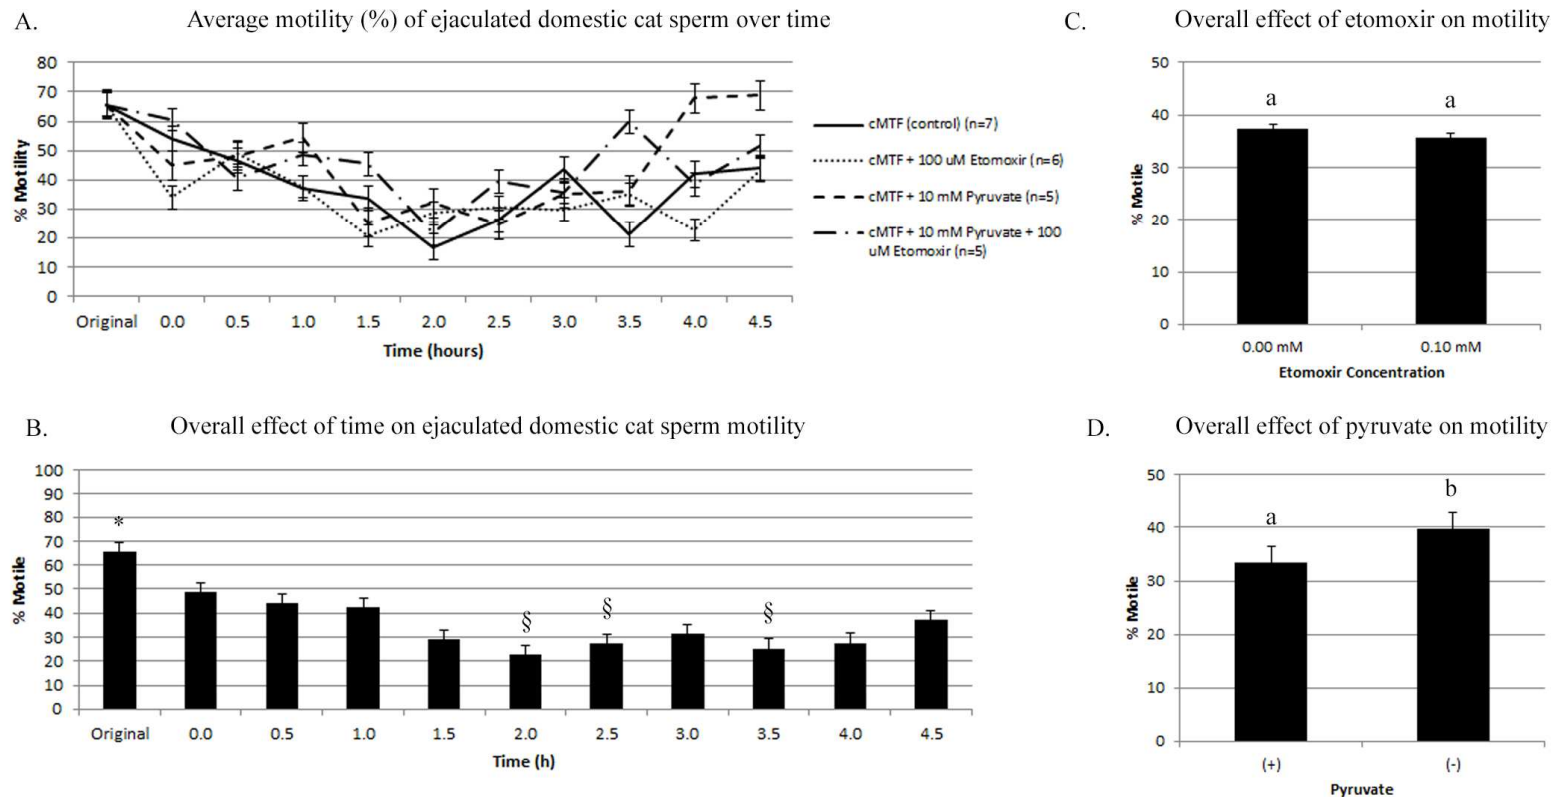 A.
Average motility (%) of ejaculated domestic cat sperm over time
% Motility
80
70
60
50
40
30
20
10
0
Original 0.0 0.5 1.0 1.5 2.0 2.5 3.0 3.5 4.0 4.5
Time (hours)
cMTF (control) (n=7)
cMTF + 100 uM Etomoxir (n=6)
cMTF + 10 mM Pyruvate (n=5)
cMTF + 10 mM Pyruvate + 100
uM Etomoxir (n=5)
C.
Overall effect of etomoxir on motility
% Motile
50
40
30
20
10
0
a a
0.00 mM 0.10 mM
Etomoxir Concentration
B.
Overall effect of time on ejaculated domestic cat sperm motility
% Motile
100
90
80
70
60
50
40
30
20
10
0
*
§ § §
Original 0.0 0.5 1.0 1.5 2.0 2.5 3.0 3.5 4.0 4.5
Time (h)
D.
Overall effect of pyruvate on motility
% Motile
50
40
30
20
10
0
a b
(+) (-)
Pyruvate